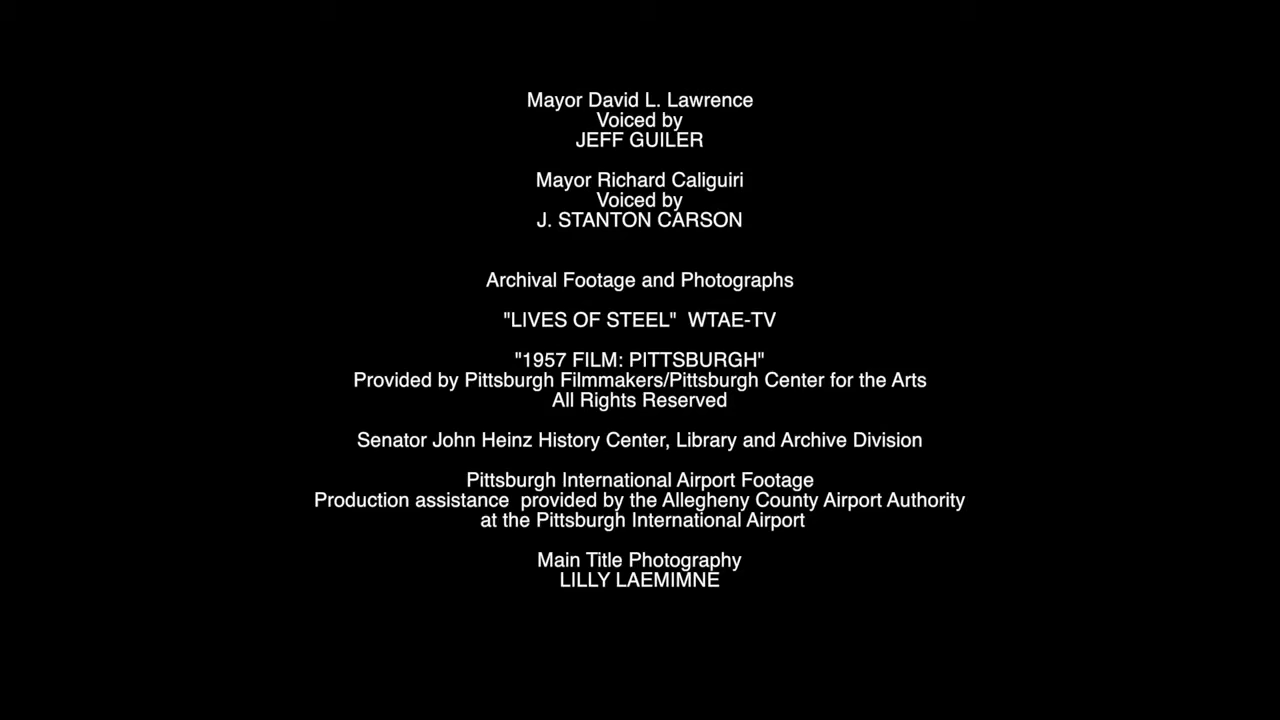 Mayor David L. Lawrence
Voiced by
JEFF GUILER
Mayor Richard Caliguiri
Voiced by
J. STANTON CARSON
Archival Footage and Photographs
"LIVES OF STEEL"  WTAE-TV
"1957 FILM: PITTSBURGH"
Provided by Pittsburgh Filmmakers/Pittsburgh Center for the Arts
All Rights Reserved
Senator John Heinz History Center, Library and Archive Division
Pittsburgh International Airport Footage
Production assistance  provided by the Allegheny County Airport Authority
at the Pittsburgh International Airport
Main Title Photography
LILLY LAEMIMNE